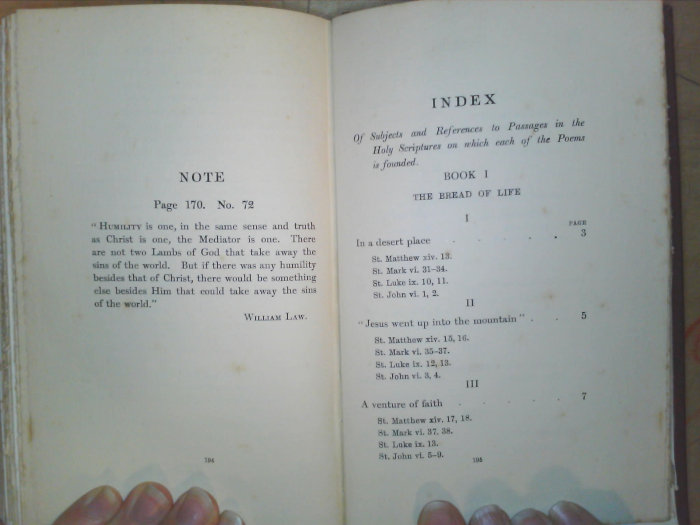 NOTE
Page 170. No. 72
"HUMILITY is one, in the same sense and truth
as Christ is one, the Mediator is one. There
are not two Lambs of God that take away the
sins of the world. But if there was any humility
besides that of Christ, there would be something
else besides Him that could take away the sins
of the world."
WILLIAM LAW.
194
INDEX
Of Subjects and References to Passages in the
Holy Scriptures on which each of the Poems
is founded.
BOOK I
THE BREAD OF LIFE
I
PAGE
In a desert place . . . . . 3
St. Matthew xiv. 13.
St. Mark vi. 31-34.
St. Luke ix. 10, 11.
St. John vi. 1, 2.
II
"Jesus went up into the mountain" . . 5
St. Matthew xiv. 15, 16.
St. Mark vi. 35-37.
St. Luke ix. 12, 13.
St. John vi. 3, 4.
III
A venture of faith . . . . . 7
St. Matthew xiv. 17, 18.
St. Mark vi. 37, 38.
St. Luke ix. 13.
St. John vi. 5-9.
195